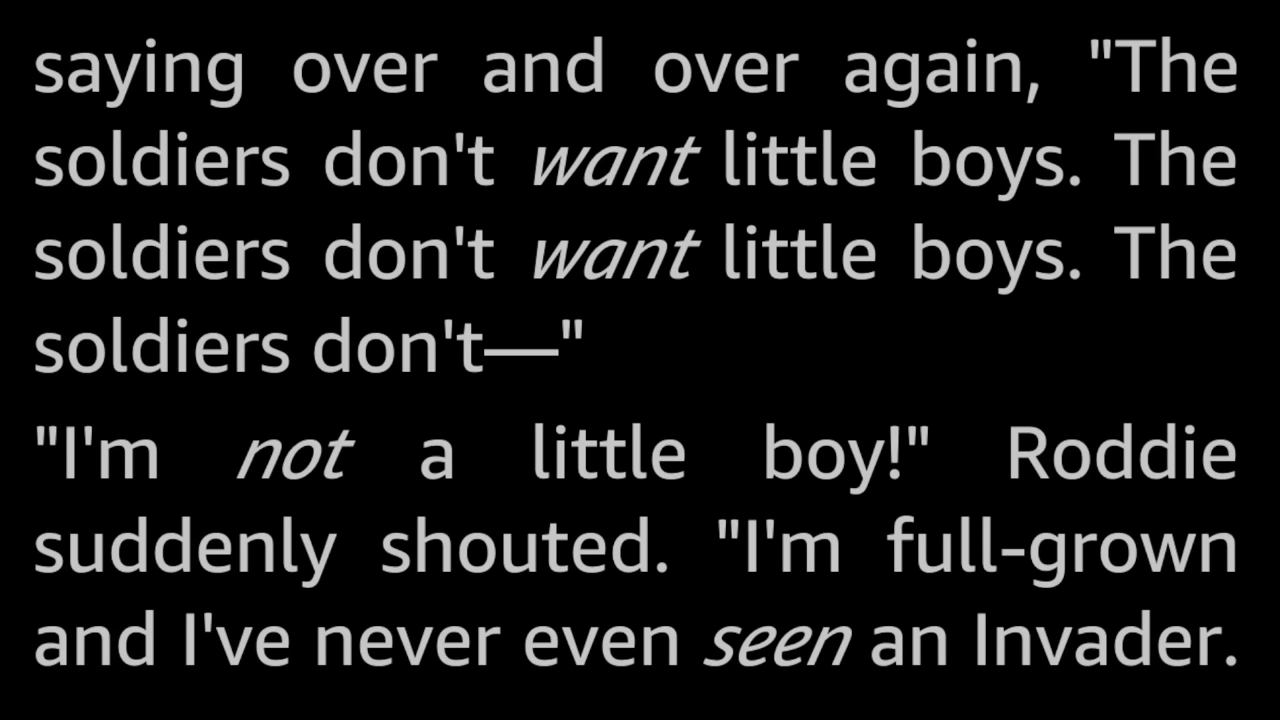 saying over and over again, "The
soldiers don't want little boys. The
soldiers don't want little boys. The
soldiers don't—"
"I'm not a little boy!" Roddie
suddenly shouted. "I'm full-grown
and I've never even seen an Invader.